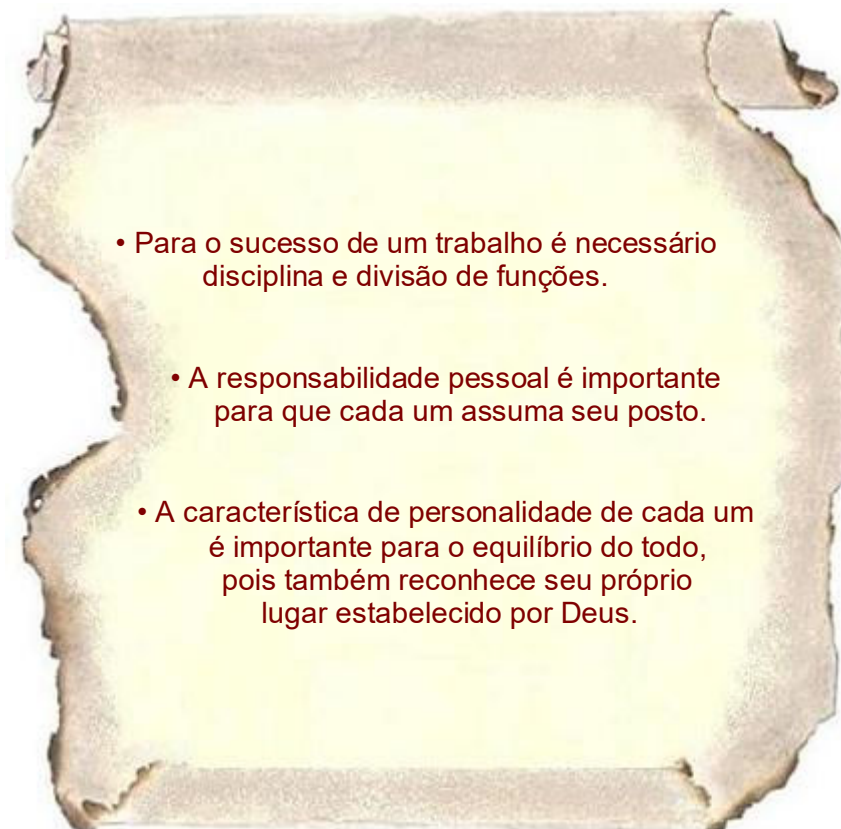 • Para o sucesso de um trabalho é necessário
disciplina e divisão de funções.
• A responsabilidade pessoal é importante
para que cada um assuma seu posto.
• A característica de personalidade de cada um
é importante para o equilíbrio do todo,
pois também reconhece seu próprio
lugar estabelecido por Deus.